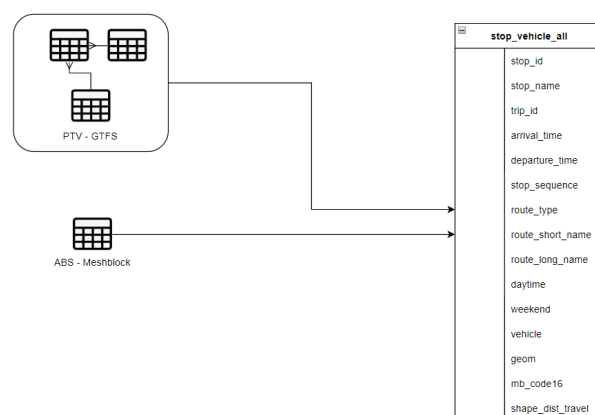 PTV - GTFS
ABS - Meshblock
stop_vehicle_all
stop_id
stop_name
trip_id
arrival_time
departure_time
stop_sequence
route_type
route_short_name
route_long_name
daytime
weekend
vehicle
geom
mb_code16
shape_dist_travel